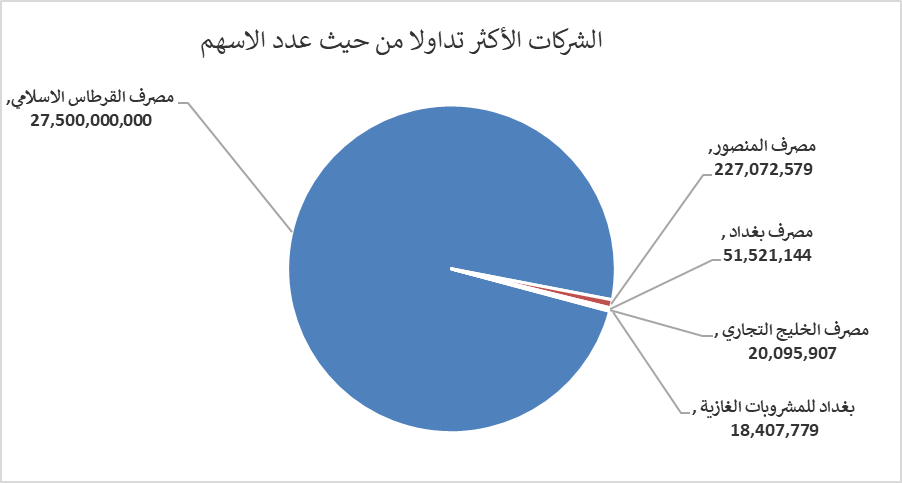 الشركات الأكثر تداولا من حيث عدد الاسهم
مصرف القرطاس الاسلامي,
27,500,000,000
مصرف المنصور,
227,072,579
مصرف بغداد ,
51,521,144
مصرف الخليج التجاري ,
20,095,907
بغداد للمشروبات الغازية ,
18,407,779